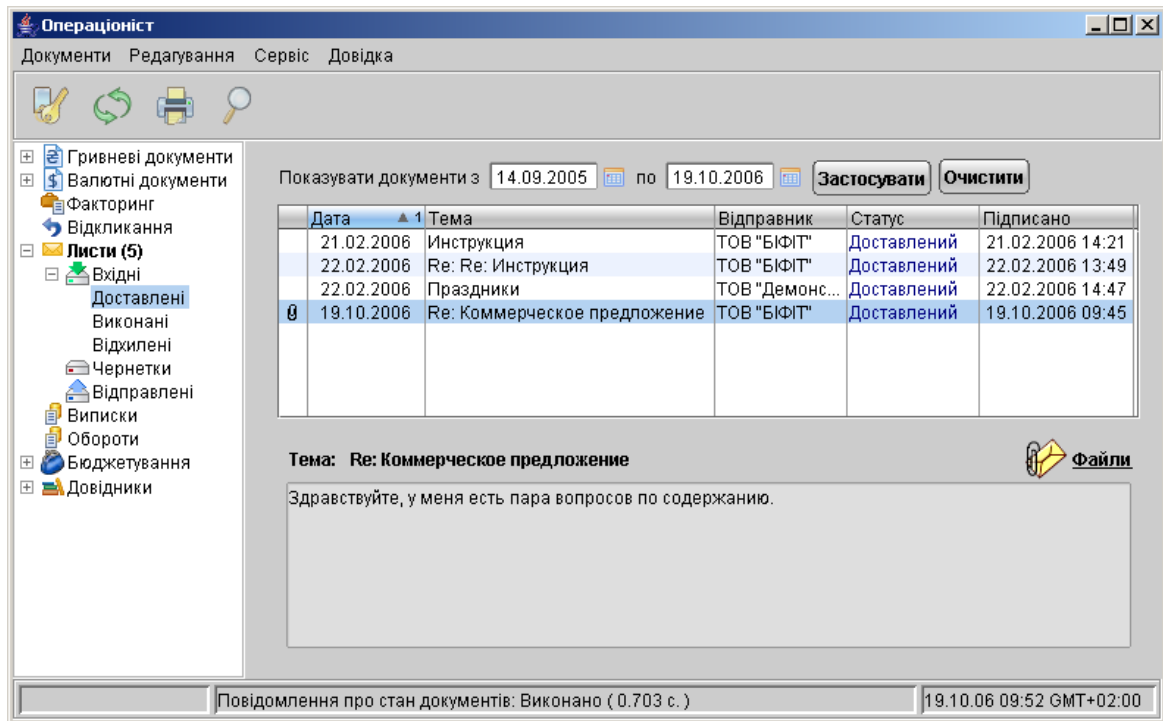 Операціоніст
Документи Редагування Сервіс Довідка
Гривневі документи
Валютні документи
Факторинг
Відкликання
Листи (5)
Вхідні
Доставлені
Виконані
Відхилені
Чернетки
Відправлені
Виписки
Обороти
Бюджетування
Довідники
Показувати документи з 14.09.2005 по 19.10.2006 Застосувати Очистити
Дата 1 Тема Відправник Статус Підписано
21.02.2006 Инструкция ТОВ "БІФІТ" Доставлений 21.02.2006 14:21
22.02.2006 Re: Re: Инструкция ТОВ "БІФІТ" Доставлений 22.02.2006 13:49
22.02.2006 Праздники ТОВ "Демонс... Доставлений 22.02.2006 14:47
19.10.2006 Re: Коммерческое предложение ТОВ "БІФІТ" Доставлений 19.10.2006 09:45
Тема: Re: Коммерческое предложение Файли
Здравствуйте, у меня есть пара вопросов по содержанию.
Повідомлення про стан документів: Виконано ( 0.703 с. ) 19.10.06 09:52 GMT+02:00